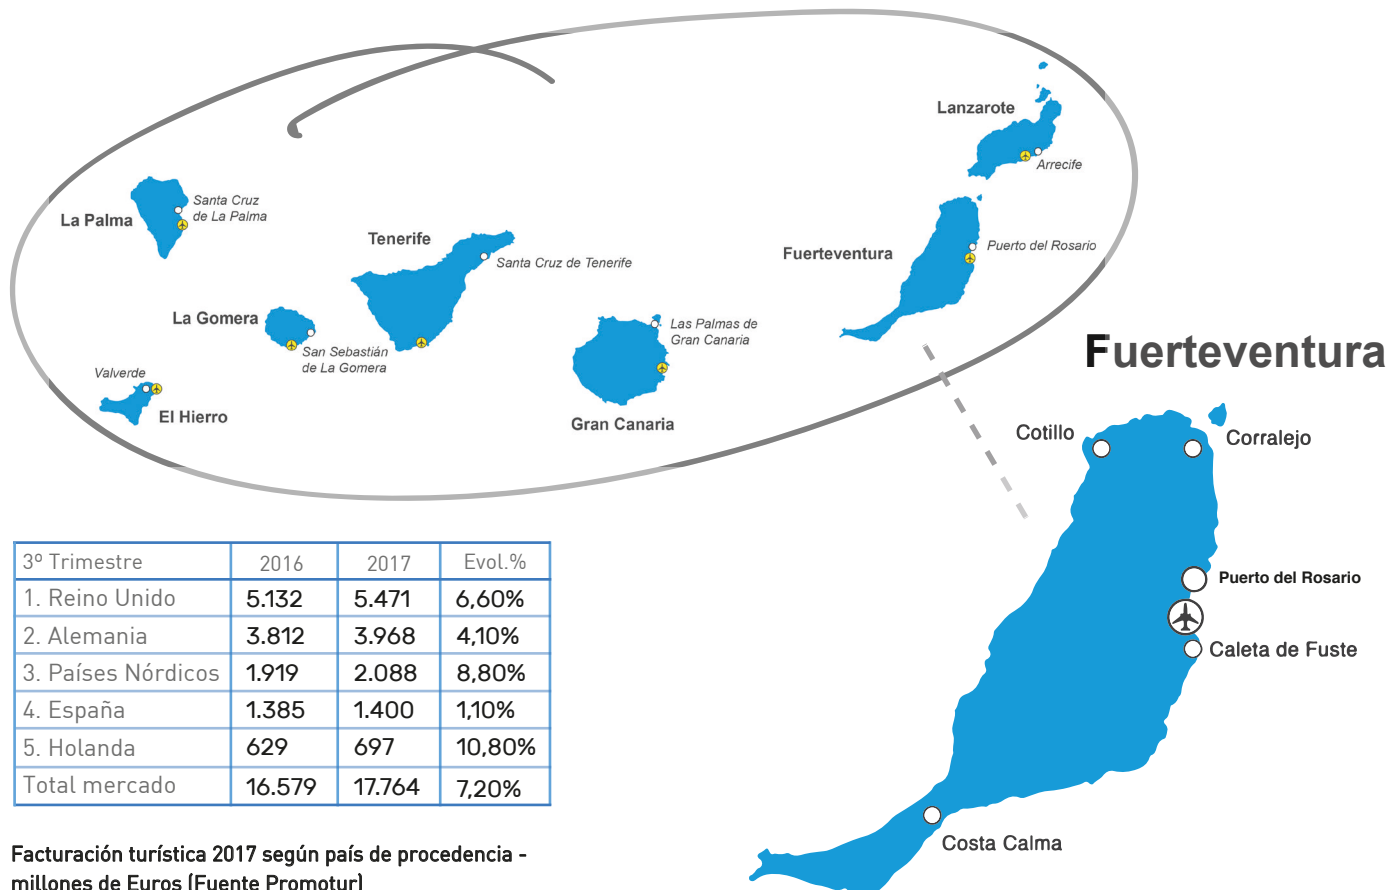 Lanzarote
Arrecife
Santa Cruz
de La Palma
La Palma
Tenerife
Santa Cruz de Tenerife
Fuerteventura
Puerto del Rosario
La Gomera
San Sebastián
de La Gomera
Las Palmas de
Gran Canaria
Valverde
El Hierro
Gran Canaria
Fuerteventura
Cotillo
Corralejo
Puerto del Rosario
Caleta de Fuste
Costa Calma
3º Trimestre 2016 2017 Evol.%
1. Reino Unido 5.132 5.471 6,60%
2. Alemania 3.812 3.968 4,10%
3. Países Nórdicos 1.919 2.088 8,80%
4. España 1.385 1.400 1,10%
5. Holanda 629 697 10,80%
Total mercado 16.579 17.764 7,20%
Facturación turística 2017 según país de procedencia -
millones de Euros (Fuente Promotur)